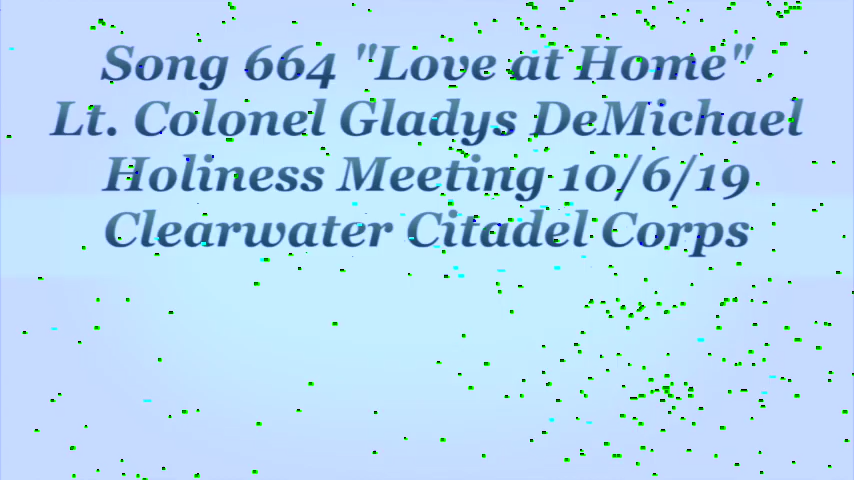 Song 664 "Love at Home"
Lt. Colonel Gladys DeMichael
Holiness Meeting 10/6/19
Clearwater Citadel Corps